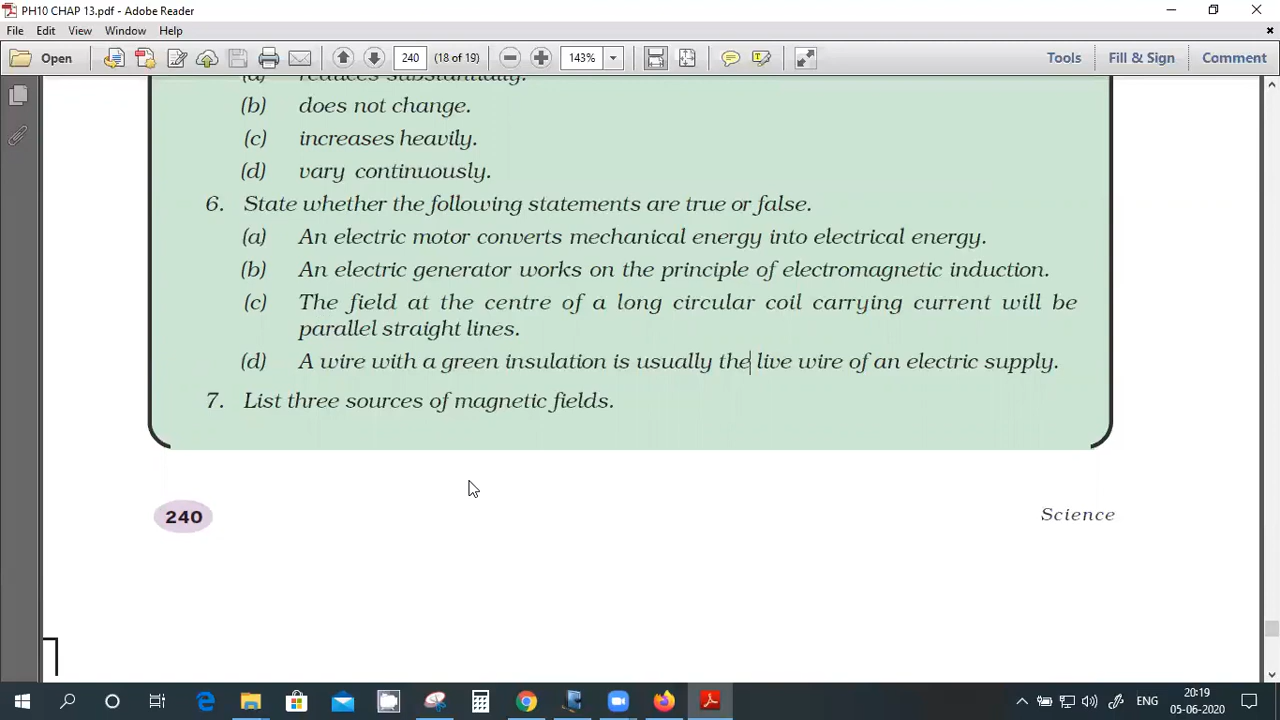 PH10 CHAP 13.pdf - Adobe Reader
File Edit View Window Help
Open 240 (18 of 19) 143% Tools Fill & Sign Comment
(a) reduces substantially.
(b) does not change.
(c) increases heavily.
(d) vary continuously.
6. State whether the following statements are true or false.
(a) An electric motor converts mechanical energy into electrical energy.
(b) An electric generator works on the principle of electromagnetic induction.
(c) The field at the centre of a long circular coil carrying current will be
parallel straight lines.
(d) A wire with a green insulation is usually the live wire of an electric supply.
7. List three sources of magnetic fields.
240 Science
ENG 20:19
05-06-2020